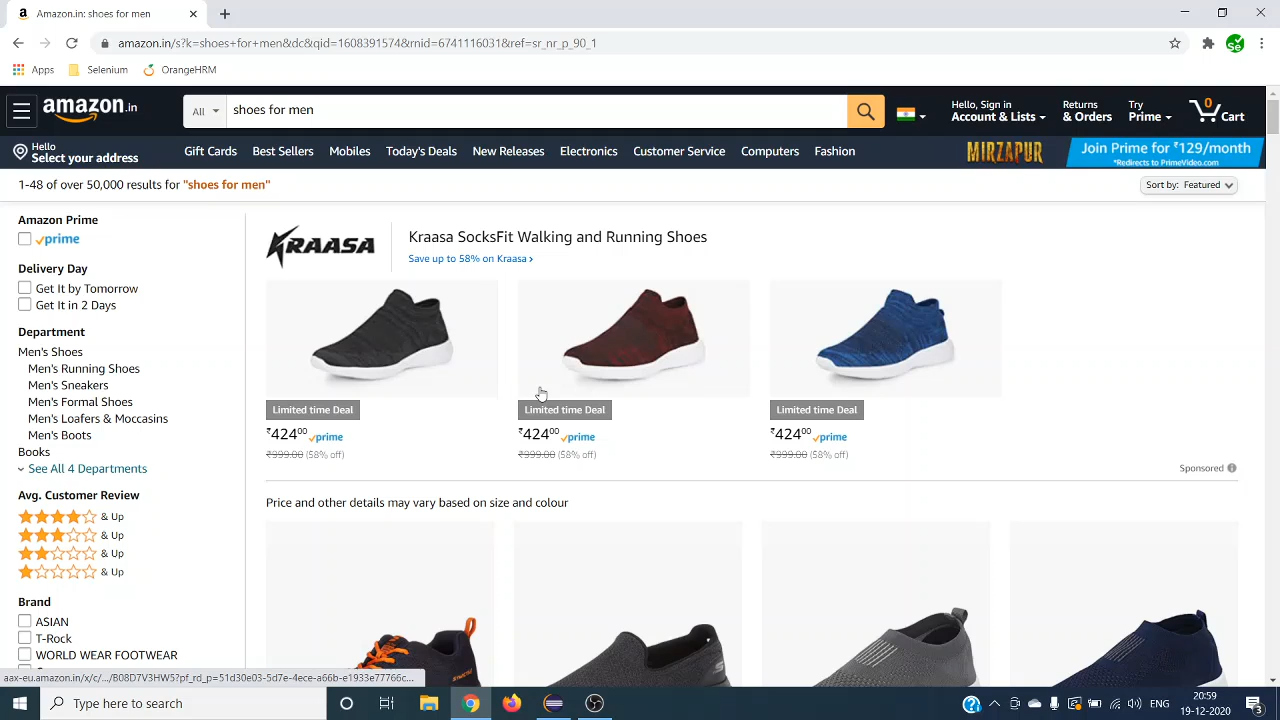 Amazon.in: shoes for men
amazon.in/s?k=shoes+for+men&dc&qid=1608391574&rnid=6741116031&ref=sr_nr_p_90_1
Apps Selenium OrangeHRM
amazon.in All shoes for men Hello, Sign in Account & Lists Returns & Orders Try Prime 0 Cart
Hello
Select your address
Gift Cards Best Sellers Mobiles Today's Deals New Releases Electronics Customer Service Computers Fashion MIRZAPUR Join Prime for ₹129/month
*Redirects to PrimeVideo.com
1-48 of over 50,000 results for "shoes for men" Sort by: Featured
Amazon Prime
prime
Delivery Day
Get It by Tomorrow
Get It in 2 Days
Department
Men's Shoes
Men's Running Shoes
Men's Sneakers
Men's Formal Shoes
Men's Loafers & Moccasins
Men's Boots
Books
See All 4 Departments
Avg. Customer Review
& Up
& Up
& Up
& Up
Brand
ASIAN
T-Rock
WORLD WEAR FOOTWEAR
KRAASA
Kraasa SocksFit Walking and Running Shoes
Save up to 58% on Kraasa ›
Limited time Deal Limited time Deal Limited time Deal
₹424⁰⁰ prime ₹424⁰⁰ prime ₹424⁰⁰ prime
₹999.00 (58% off) ₹999.00 (58% off) ₹999.00 (58% off)
Sponsored
Price and other details may vary based on size and colour
aax-eu.amazon.in/x/c/.../B08D7V3HW5?pf_rd_p=51d30e03-5d7e-4ece-a66b-e1933e77766c...
Type here to search
ENG
20:59
19-12-2020
3